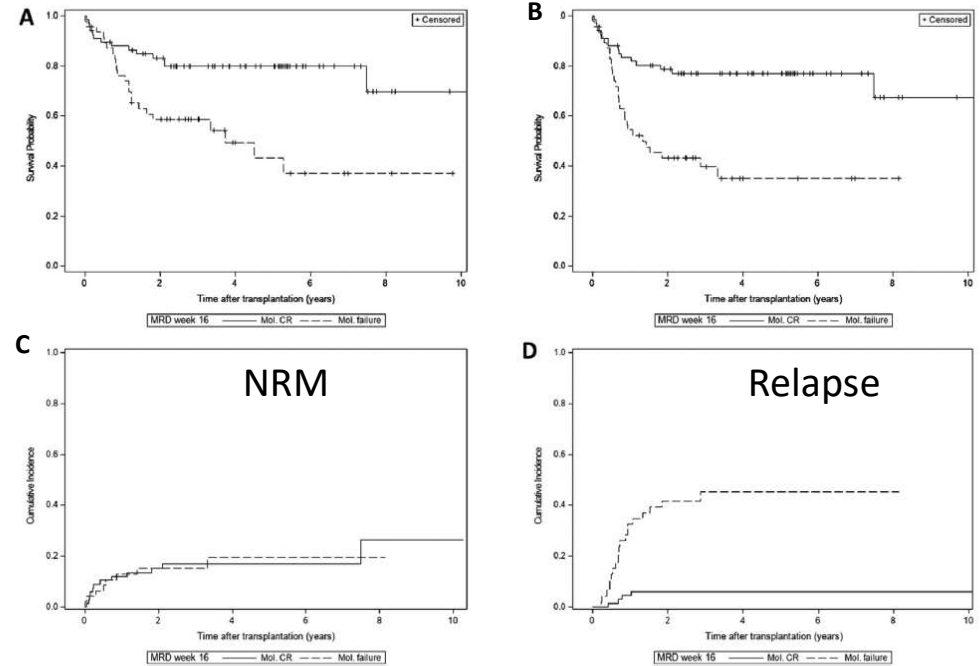 A
+ Censored
1.0
0.8
0.6
0.4
0.2
0.0
Survival Probability
0 2 4 6 8 10
Time after transplantation (years)
MRD week 16 Mol. CR Mol. failure
B
+ Censored
1.0
0.8
0.6
0.4
0.2
0.0
Survival Probability
0 2 4 6 8 10
Time after transplantation (years)
MRD week 16 Mol. CR Mol. failure
C
NRM
1.0
0.8
0.6
0.4
0.2
0.0
Cumulative Incidence
0 2 4 6 8 10
Time after transplantation (years)
MRD week 16 Mol. CR Mol. failure
D
Relapse
1.0
0.8
0.6
0.4
0.2
0.0
Cumulative Incidence
0 2 4 6 8 10
Time after transplantation (years)
MRD week 16 Mol. CR Mol. failure